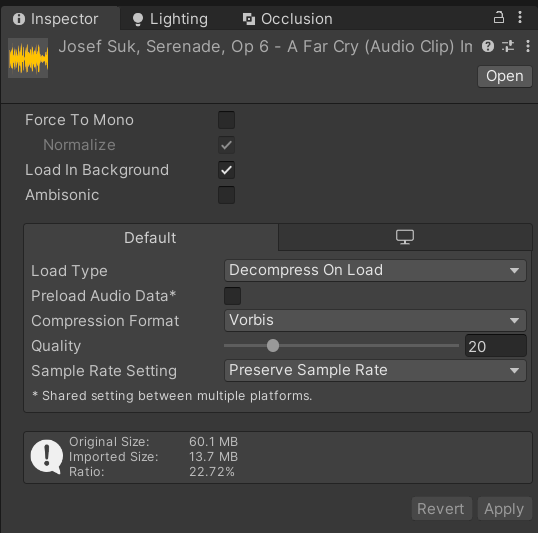 Inspector Lighting Occlusion
Josef Suk, Serenade, Op 6 - A Far Cry (Audio Clip) Im
Open
Force To Mono
Normalize
Load In Background
Ambisonic
Default
Load Type Decompress On Load
Preload Audio Data*
Compression Format Vorbis
Quality 20
Sample Rate Setting Preserve Sample Rate
* Shared setting between multiple platforms.
Original Size: 60.1 MB
Imported Size: 13.7 MB
Ratio: 22.72%
Revert Apply